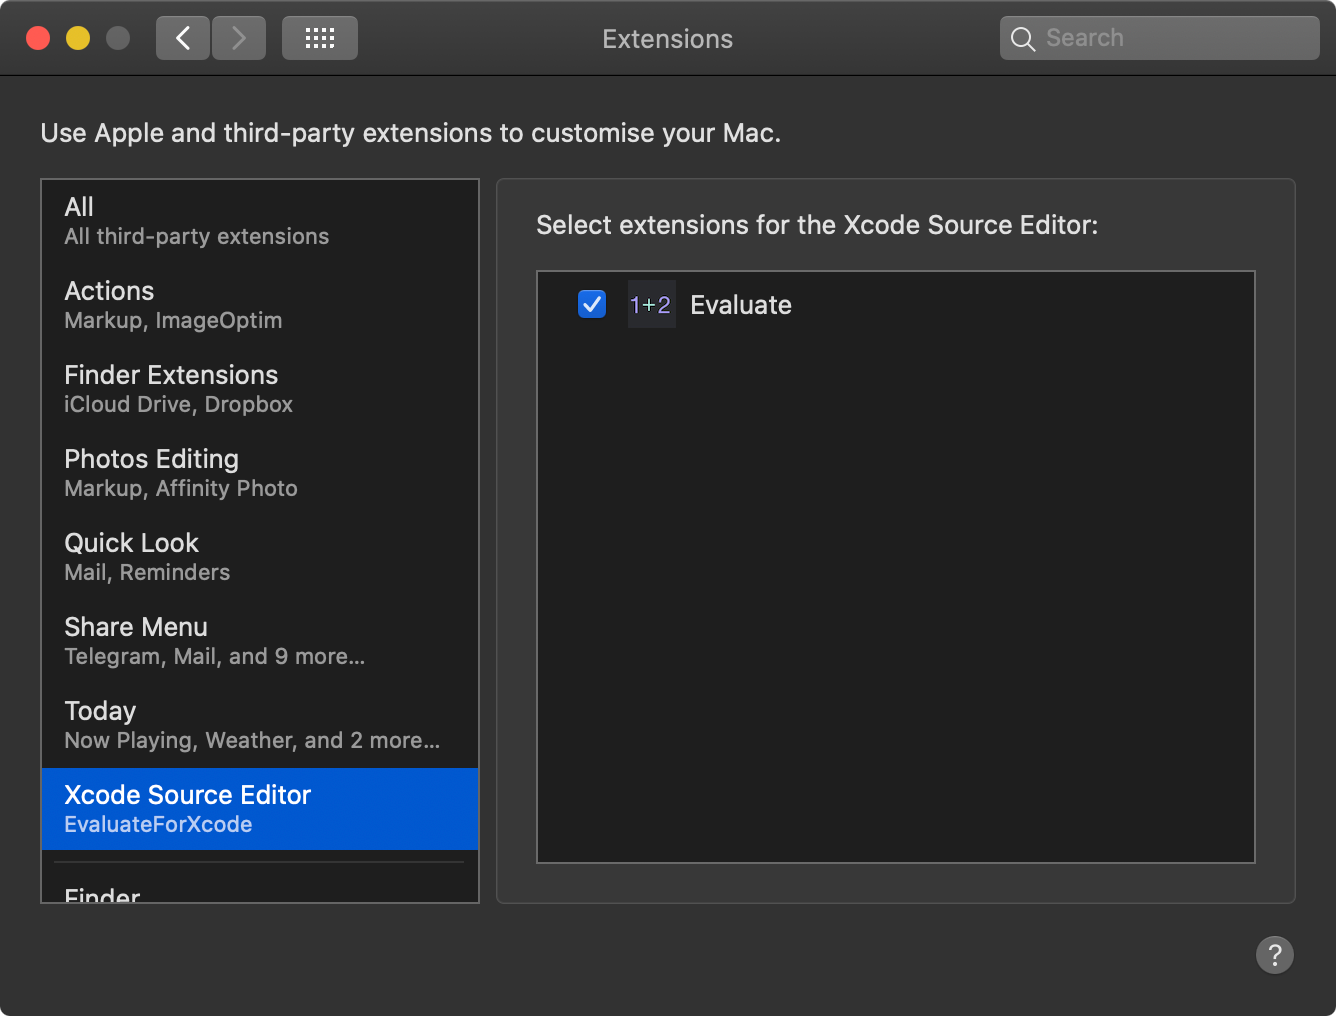 Extensions
Search
Use Apple and third-party extensions to customise your Mac.
All
All third-party extensions
Actions
Markup, ImageOptim
Finder Extensions
iCloud Drive, Dropbox
Photos Editing
Markup, Affinity Photo
Quick Look
Mail, Reminders
Share Menu
Telegram, Mail, and 9 more...
Today
Now Playing, Weather, and 2 more...
Xcode Source Editor
EvaluateForXcode
Finder
Select extensions for the Xcode Source Editor:
1+2 Evaluate
?